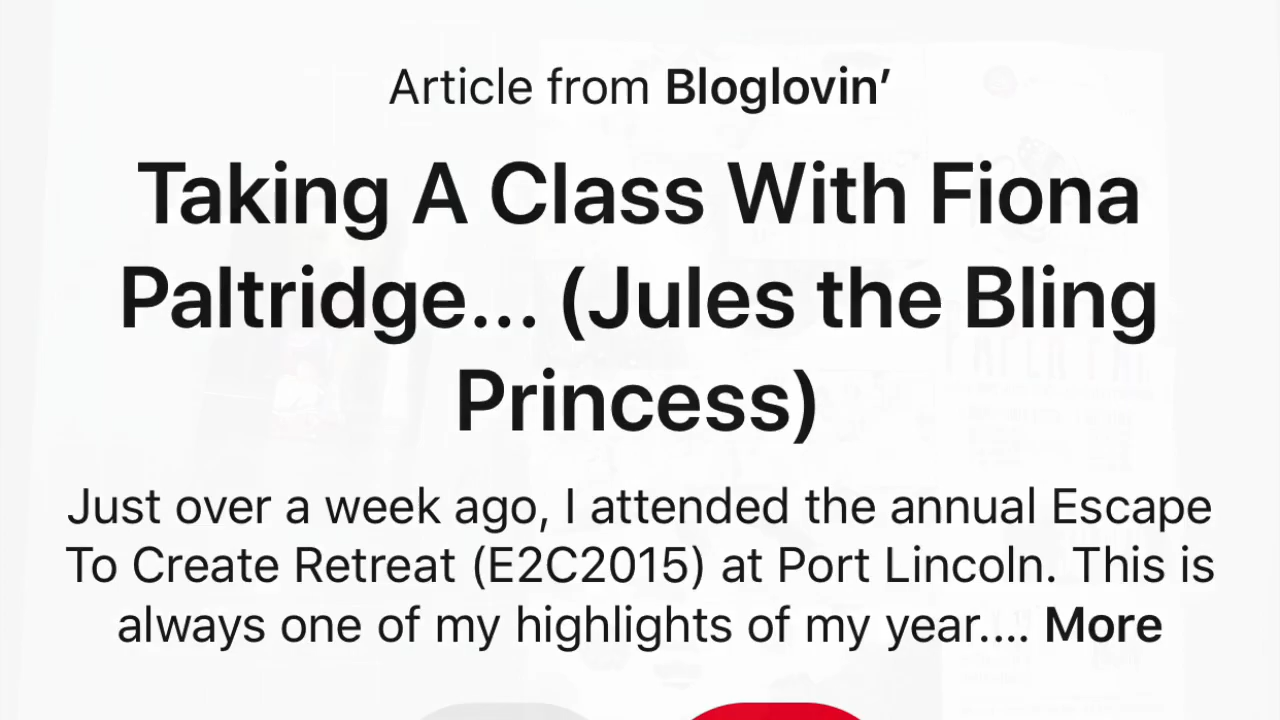 Article from Bloglovin’
Taking A Class With Fiona
Paltridge... (Jules the Bling
Princess)
Just over a week ago, I attended the annual Escape
To Create Retreat (E2C2015) at Port Lincoln. This is
always one of my highlights of my year.... More